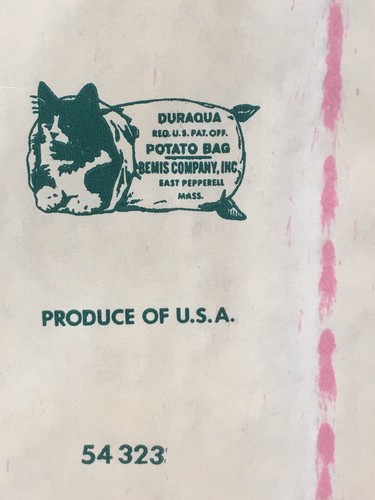 DURAQUA
REG. U.S. PAT. OFF.
POTATO BAG
BEMIS COMPANY, INC.
EAST PEPPERELL
MASS.
PRODUCE OF U.S.A.
54 323